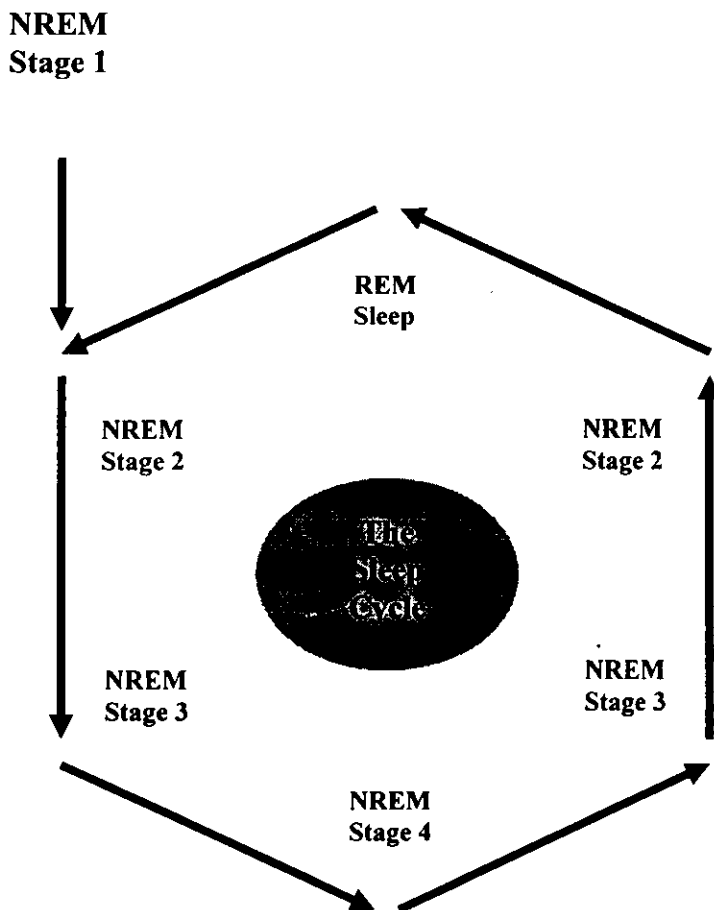 NREM
Stage 1
REM
Sleep
NREM
Stage 2
NREM
Stage 2
The
Sleep
Cycle
NREM
Stage 3
NREM
Stage 3
NREM
Stage 4